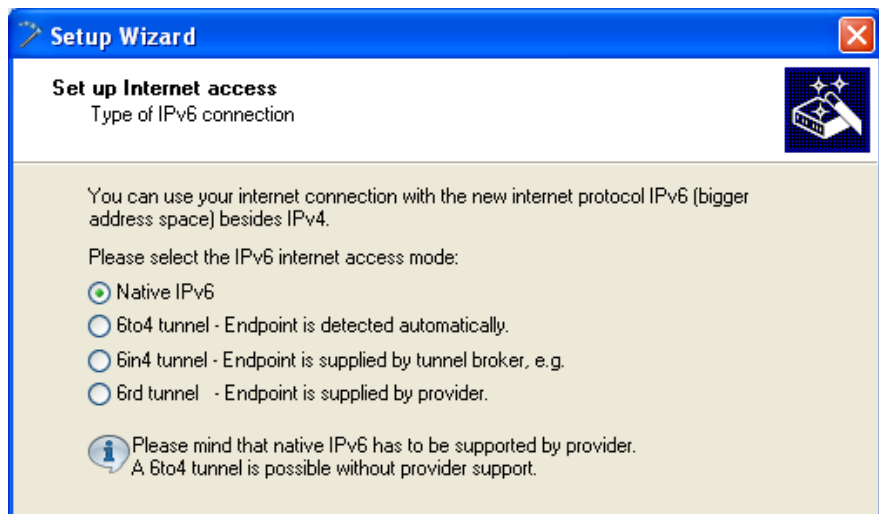 Setup Wizard
Set up Internet access
Type of IPv6 connection
You can use your internet connection with the new internet protocol IPv6 (bigger
address space) besides IPv4.
Please select the IPv6 internet access mode:
Native IPv6
6to4 tunnel - Endpoint is detected automatically.
6in4 tunnel - Endpoint is supplied by tunnel broker, e.g.
6rd tunnel - Endpoint is supplied by provider.
Please mind that native IPv6 has to be supported by provider.
A 6to4 tunnel is possible without provider support.